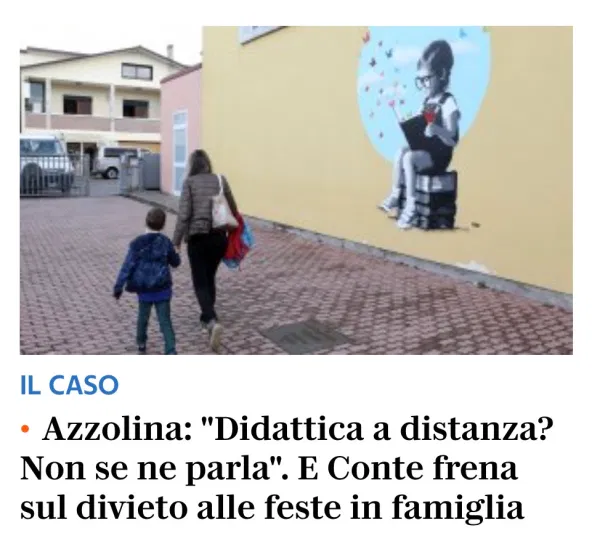 IL CASO
• Azzolina: "Didattica a distanza?
Non se ne parla". E Conte frena
sul divieto alle feste in famiglia